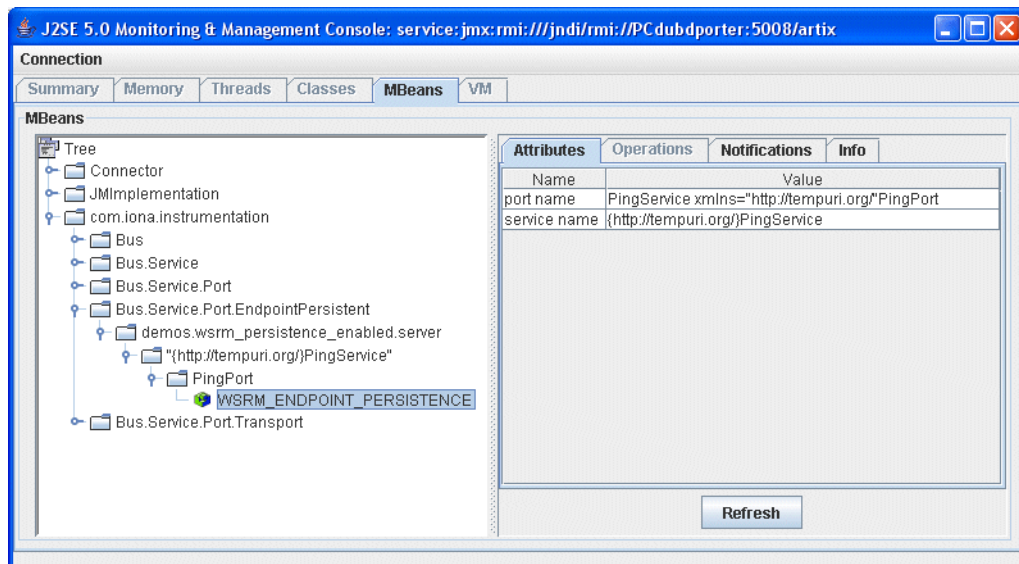 J2SE 5.0 Monitoring & Management Console: service:jmx:rmi:///jndi/rmi://PCdubdporter:5008/artix
Connection
Summary Memory Threads Classes MBeans VM
MBeans
Tree
Connector
JMImplementation
com.iona.instrumentation
Bus
Bus.Service
Bus.Service.Port
Bus.Service.Port.EndpointPersistent
demos.wsrm_persistence_enabled.server
"{http://tempuri.org/}PingService"
PingPort
WSRM_ENDPOINT_PERSISTENCE
Bus.Service.Port.Transport
Attributes Operations Notifications Info
Name Value
port name PingService xmlns="http://tempuri.org/"PingPort
service name {http://tempuri.org/}PingService
Refresh